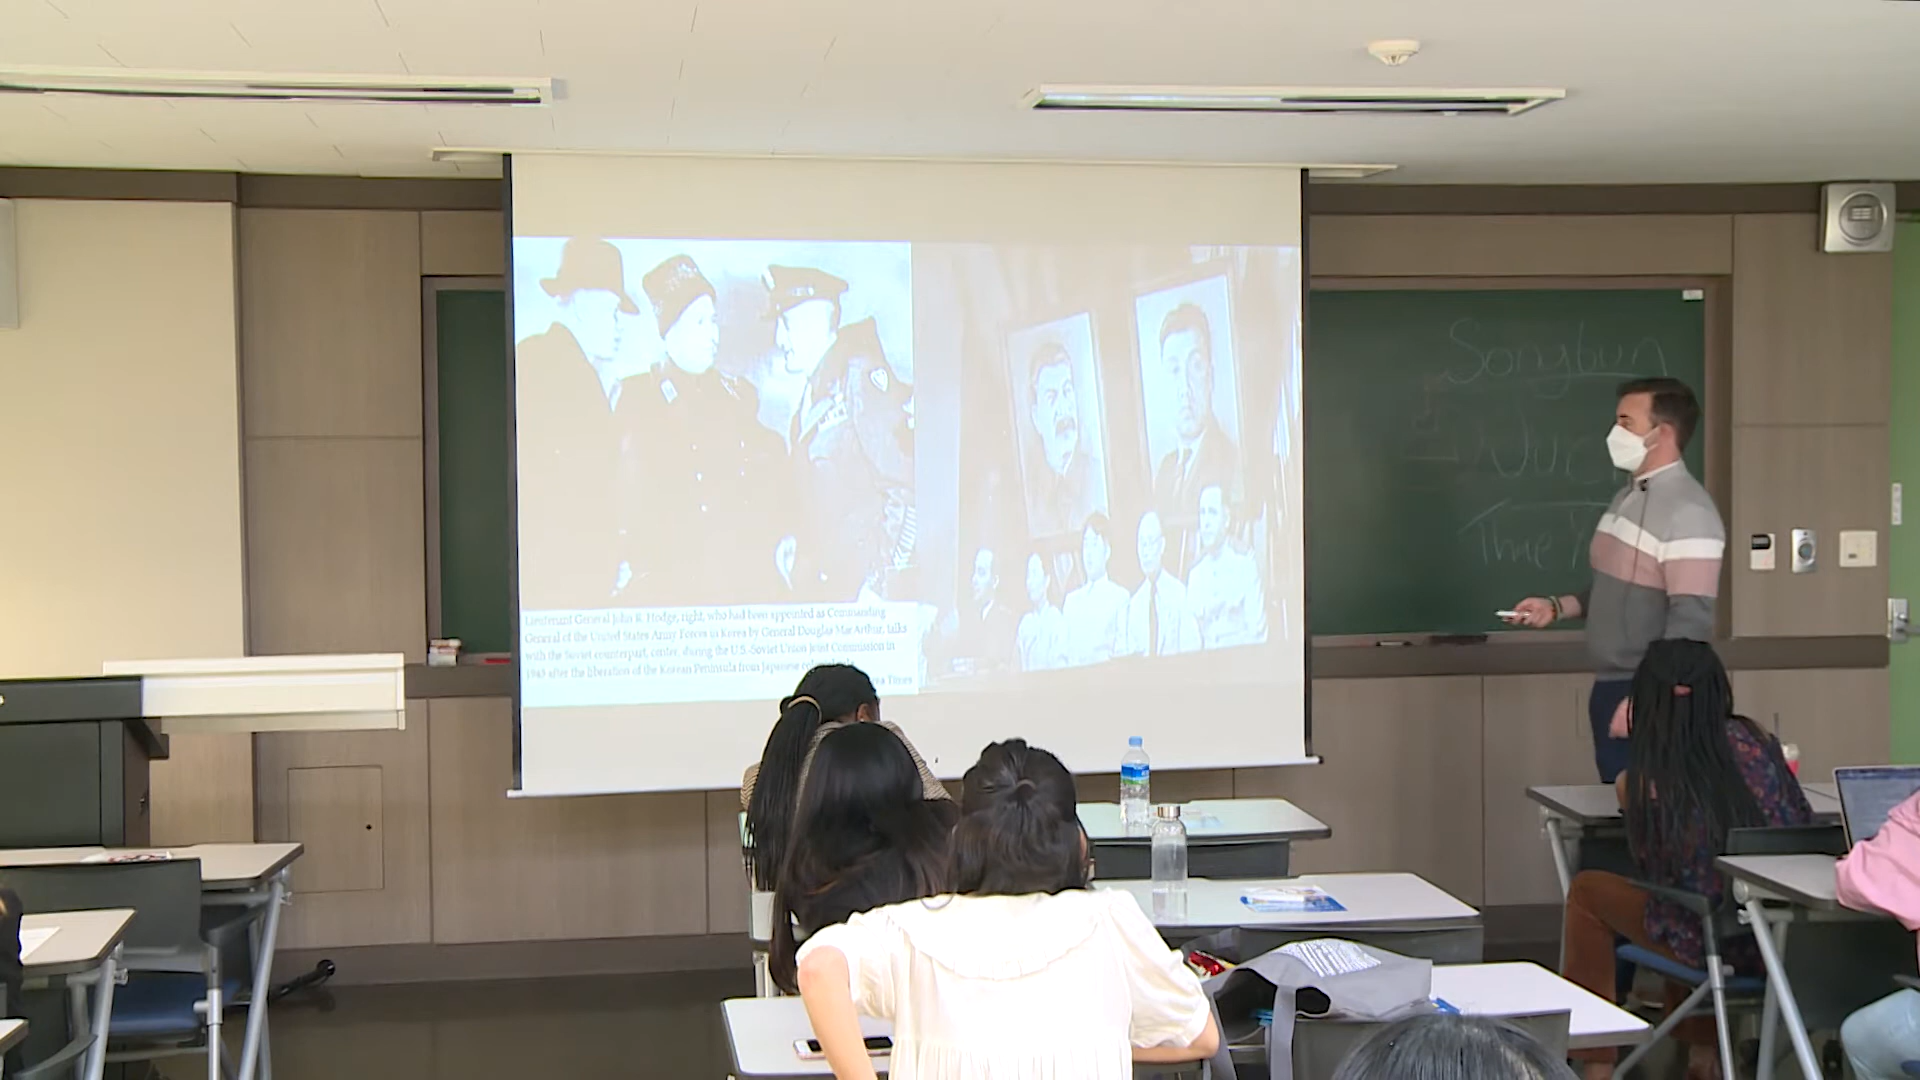 Lieutenant General John R. Hodge, right, who had been appointed as Commanding
General of the United States Army Forces in Korea by General Douglas MacArthur, talks
with the Soviet counterpart, center, during the U.S.-Soviet Union Joint Commission in
after the liberation of the Korean Peninsula from Japanese
Times
Songbun